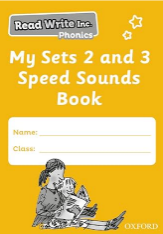 Read Write Inc.
Phonics
My Sets 2 and 3
Speed Sounds
Book
Name:
Class:
OXFORD